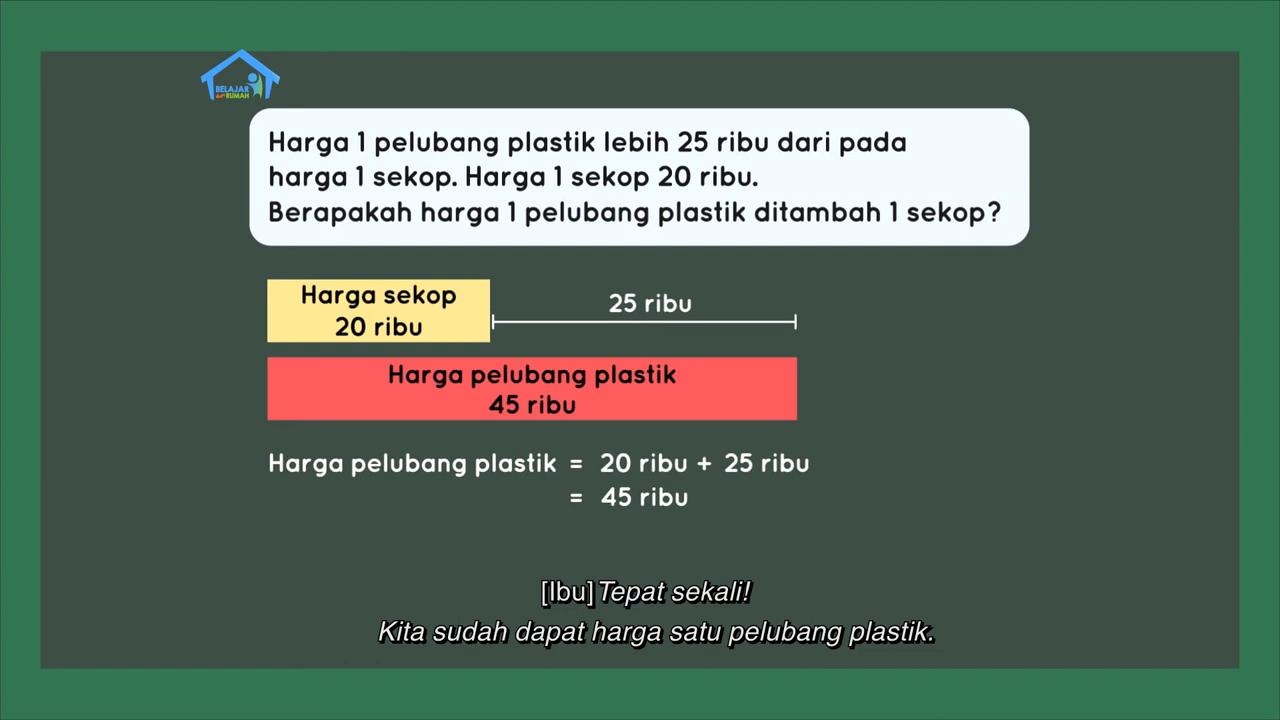 BELAJAR
dari RUMAH
Harga 1 pelubang plastik lebih 25 ribu dari pada
harga 1 sekop. Harga 1 sekop 20 ribu.
Berapakah harga 1 pelubang plastik ditambah 1 sekop?
Harga sekop
20 ribu
25 ribu
Harga pelubang plastik
45 ribu
Harga pelubang plastik = 20 ribu + 25 ribu
= 45 ribu
[Ibu] Tepat sekali!
Kita sudah dapat harga satu pelubang plastik.